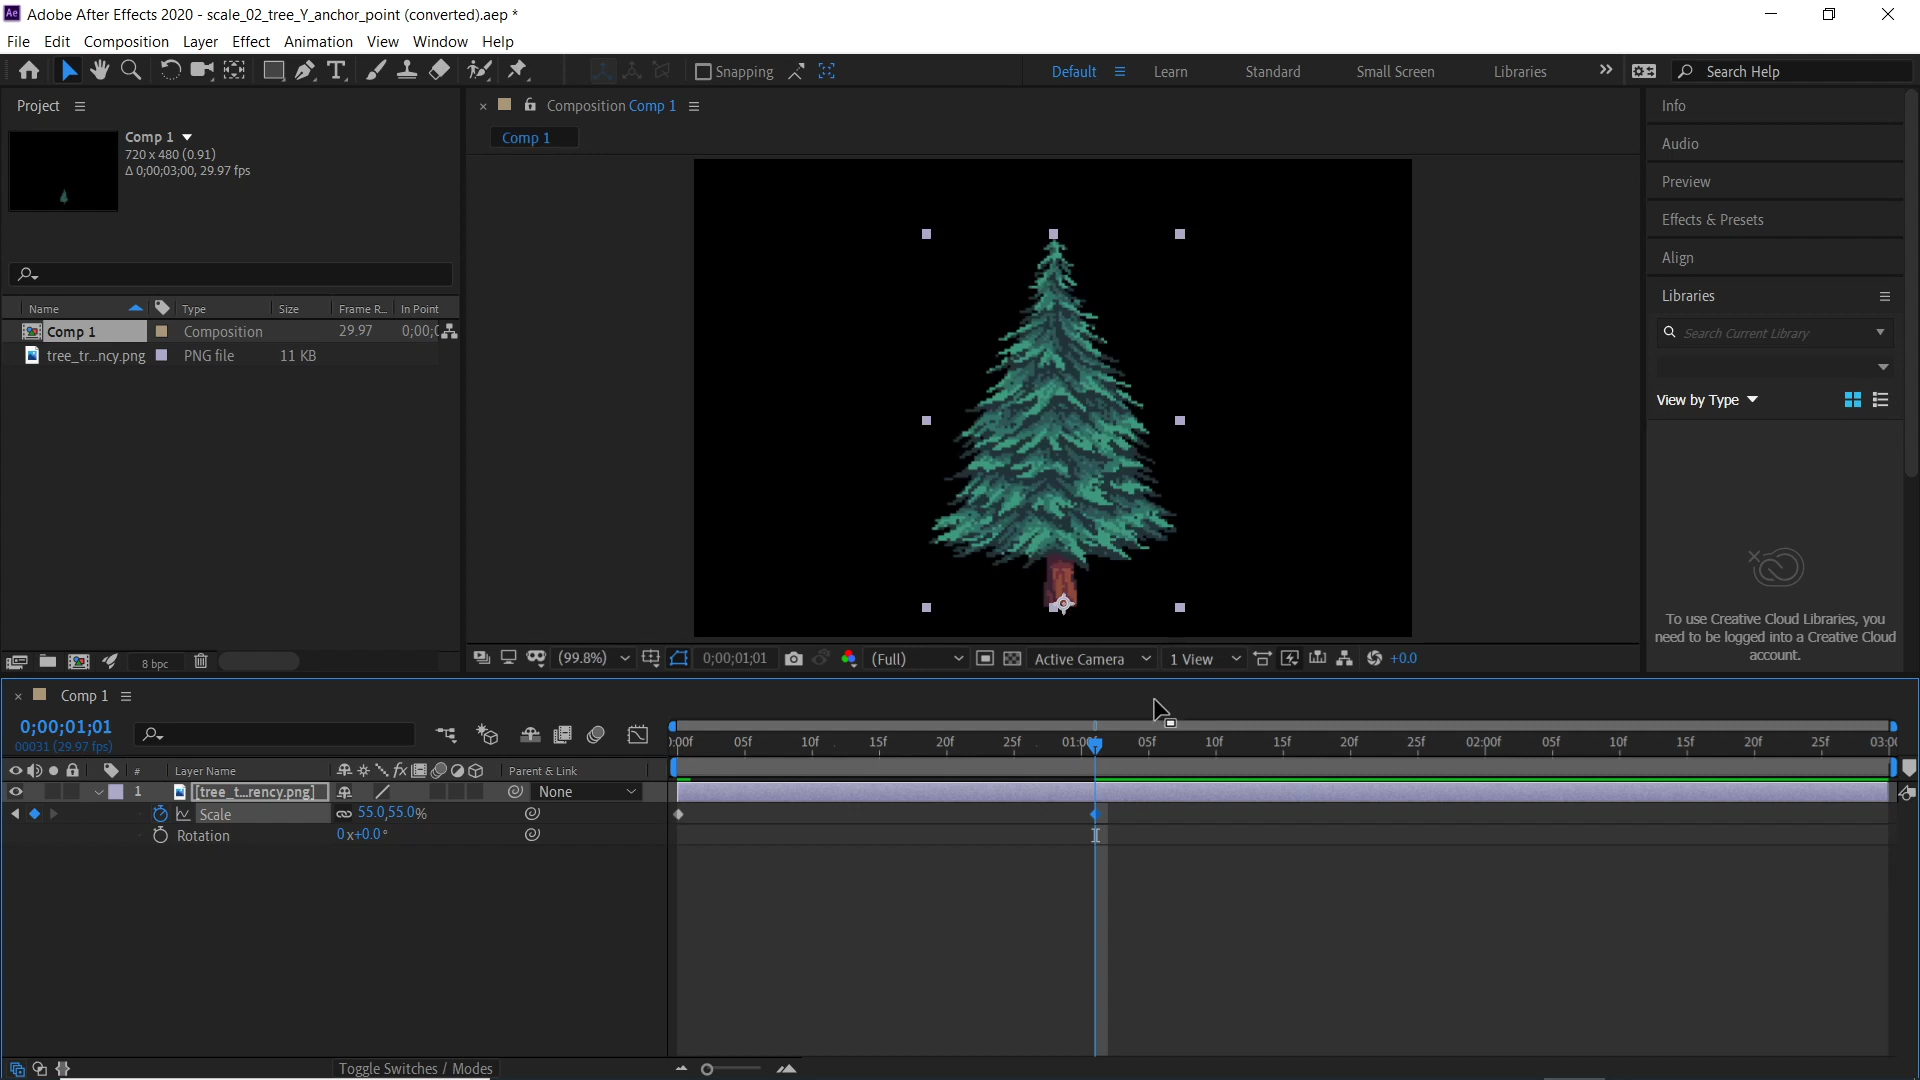 Adobe After Effects 2020 - scale_02_tree_Y_anchor_point (converted).aep *
File Edit Composition Layer Effect Animation View Window Help
Snapping
Default Learn Standard Small Screen Libraries
Search Help
Project
Comp 1
720 x 480 (0.91)
Δ 0;00;03;00, 29.97 fps
Name Type Size Frame R... In Point
Comp 1 Composition 29.97 0;00;0
tree_tr...ncy.png PNG file 11 KB
8 bpc
Composition Comp 1
Comp 1
(99.8%) 0;00;01;01 (Full) Active Camera 1 View +0.0
Info
Audio
Preview
Effects & Presets
Align
Libraries
Search Current Library
View by Type
To use Creative Cloud Libraries, you
need to be logged into a Creative Cloud
account.
Comp 1
0;00;01;01
00031 (29.97 fps)
):00f 05f 10f 15f 20f 25f 01:00f 05f 10f 15f 20f 25f 02:00f 05f 10f 15f 20f 25f 03:0
# Layer Name Parent & Link
1 [tree_t...rency.png] None
Scale 55.0,55.0%
Rotation 0x+0.0°
Toggle Switches / Modes